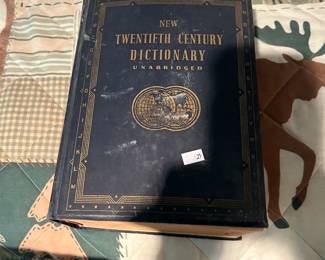 NEW
TWENTIETH CENTURY
DICTIONARY
UNABRIDGED